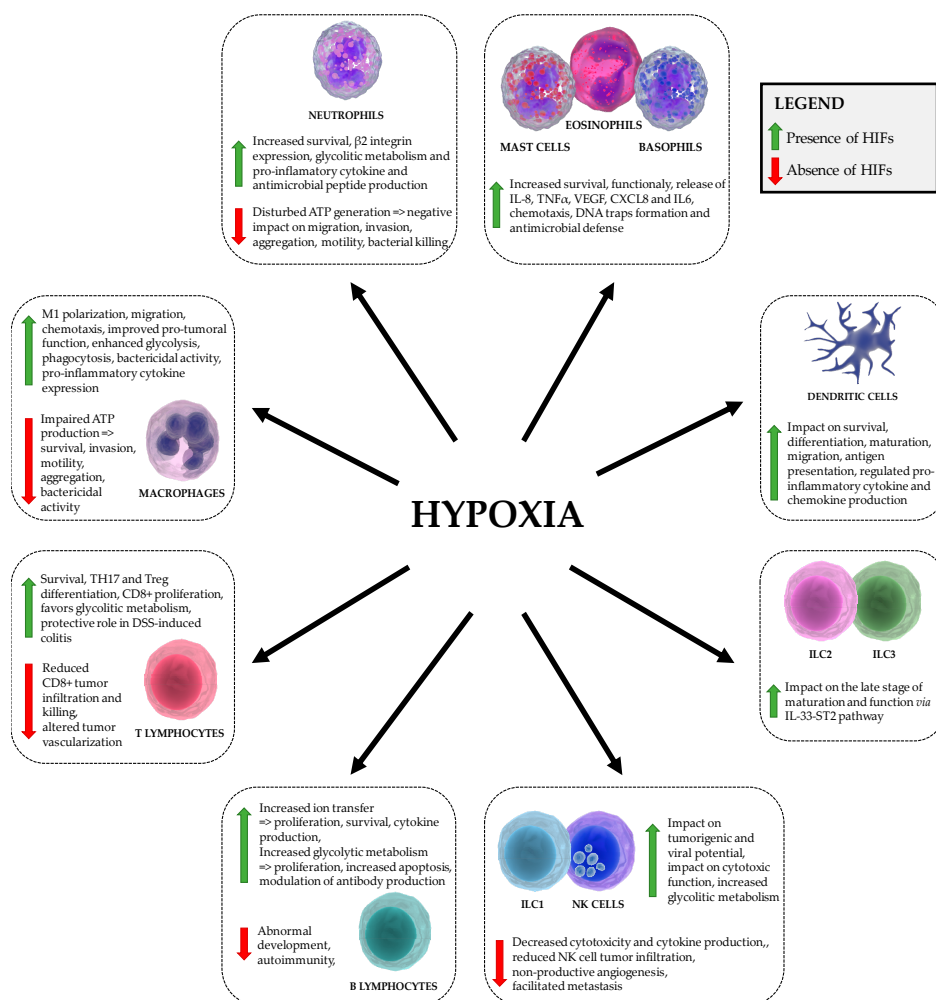 NEUTROPHILS
Increased survival, β2 integrin
expression, glycolitic metabolism and
pro-inflamatory cytokine and
antimicrobial peptide production
Disturbed ATP generation => negative
impact on migration, invasion,
aggregation, motility, bacterial killing
EOSINOPHILS
MAST CELLS
BASOPHILS
Increased survival, functionaly, release of
IL-8, TNFα, VEGF, CXCL8 and IL6,
chemotaxis, DNA traps formation and
antimicrobial defense
LEGEND
Presence of HIFs
Absence of HIFs
M1 polarization, migration,
chemotaxis, improved pro-tumoral
function, enhanced glycolysis,
phagocytosis, bactericidal activity,
pro-inflammatory cytokine
expression
Impaired ATP
production =>
survival, invasion,
motility,
aggregation,
bactericidal
activity
MACROPHAGES
DENDRITIC CELLS
Impact on survival,
differentiation, maturation,
migration, antigen
presentation, regulated pro-
inflammatory cytokine and
chemokine production
HYPOXIA
Survival, TH17 and Treg
differentiation, CD8+ proliferation,
favors glycolitic metabolism,
protective role in DSS-induced
colitis
Reduced
CD8+ tumor
infiltration and
killing,
altered tumor
vascularization
T LYMPHOCYTES
ILC2
ILC3
Impact on the late stage of
maturation and function via
IL-33-ST2 pathway
Increased ion transfer
=> proliferation, survival, cytokine
production,
Increased glycolytic metabolism
=> proliferation, increased apoptosis,
modulation of antibody production
Abnormal
development,
autoimmunity,
B LYMPHOCYTES
ILC1
NK CELLS
Impact on
tumorigenic and
viral potential,
impact on cytotoxic
function, increased
glycolitic metabolism
Decreased cytotoxicity and cytokine production,,
reduced NK cell tumor infiltration,
non-productive angiogenesis,
facilitated metastasis